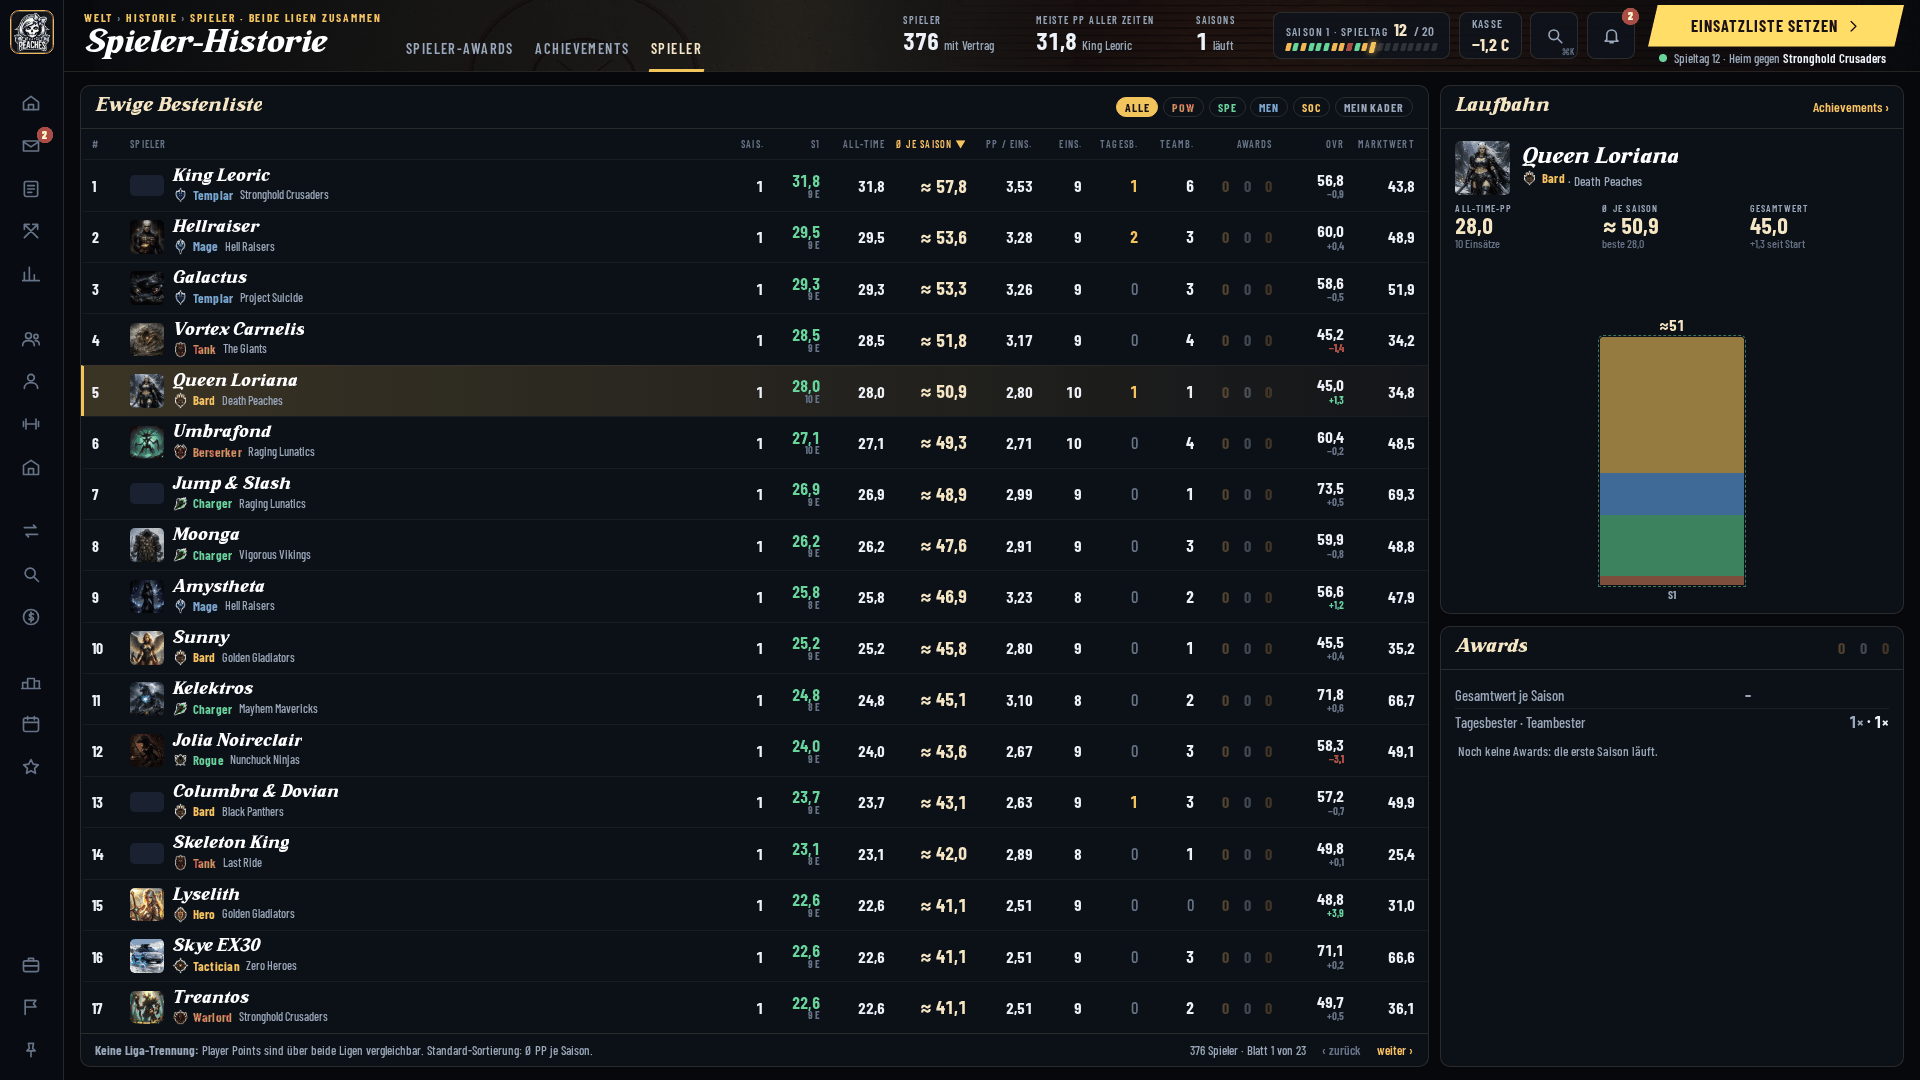 WELT › HISTORIE › SPIELER · BEIDE LIGEN ZUSAMMEN
Spieler-Historie
SPIELER-AWARDS ACHIEVEMENTS SPIELER
SPIELER
376 mit Vertrag
MEISTE PP ALLER ZEITEN
31,8 King Leoric
SAISONS
1 läuft
SAISON 1 · SPIELTAG 12 / 20
KASSE
−1,2 C
⌘K
2
EINSATZLISTE SETZEN
Spieltag 12 · Heim gegen Stronghold Crusaders
2
PEACHES
Ewige Bestenliste
ALLE POW SPE MEN SOC MEIN KADER
# SPIELER SAIS. S1 ALL-TIME Ø JE SAISON ▼ PP / EINS. EINS. TAGESB. TEAMB. AWARDS OVR MARKTWERT
1 King Leoric Templar Stronghold Crusaders 1 31,8 9 E 31,8 ≈ 57,8 3,53 9 1 6 0 0 0 56,8 −0,9 43,8
2 Hellraiser Mage Hell Raisers 1 29,5 9 E 29,5 ≈ 53,6 3,28 9 2 3 0 0 0 60,0 +0,4 48,9
3 Galactus Templar Project Suicide 1 29,3 9 E 29,3 ≈ 53,3 3,26 9 0 3 0 0 0 58,6 −0,5 51,9
4 Vortex Carnelis Tank The Giants 1 28,5 9 E 28,5 ≈ 51,8 3,17 9 0 4 0 0 0 45,2 −1,4 34,2
5 Queen Loriana Bard Death Peaches 1 28,0 10 E 28,0 ≈ 50,9 2,80 10 1 1 0 0 0 45,0 +1,3 34,8
6 Umbrafond Berserker Raging Lunatics 1 27,1 10 E 27,1 ≈ 49,3 2,71 10 0 4 0 0 0 60,4 −0,2 48,5
7 Jump & Slash Charger Raging Lunatics 1 26,9 9 E 26,9 ≈ 48,9 2,99 9 0 1 0 0 0 73,5 +0,5 69,3
8 Moonga Charger Vigorous Vikings 1 26,2 9 E 26,2 ≈ 47,6 2,91 9 0 3 0 0 0 59,9 −0,8 48,8
9 Amystheta Mage Hell Raisers 1 25,8 8 E 25,8 ≈ 46,9 3,23 8 0 2 0 0 0 56,6 +1,2 47,9
10 Sunny Bard Golden Gladiators 1 25,2 9 E 25,2 ≈ 45,8 2,80 9 0 1 0 0 0 45,5 +0,4 35,2
11 Kelektros Charger Mayhem Mavericks 1 24,8 8 E 24,8 ≈ 45,1 3,10 8 0 2 0 0 0 71,8 +0,6 66,7
12 Jolia Noireclair Rogue Nunchuck Ninjas 1 24,0 9 E 24,0 ≈ 43,6 2,67 9 0 3 0 0 0 58,3 −3,1 49,1
13 Columbra & Dovian Bard Black Panthers 1 23,7 9 E 23,7 ≈ 43,1 2,63 9 1 3 0 0 0 57,2 −0,7 49,9
14 Skeleton King Tank Last Ride 1 23,1 8 E 23,1 ≈ 42,0 2,89 8 0 1 0 0 0 49,8 +0,1 25,4
15 Lyselith Hero Golden Gladiators 1 22,6 9 E 22,6 ≈ 41,1 2,51 9 0 0 0 0 0 48,8 +3,9 31,0
16 Skye EX30 Tactician Zero Heroes 1 22,6 9 E 22,6 ≈ 41,1 2,51 9 0 3 0 0 0 71,1 +0,2 66,6
17 Treantos Warlord Stronghold Crusaders 1 22,6 9 E 22,6 ≈ 41,1 2,51 9 0 2 0 0 0 49,7 +0,5 36,1
Keine Liga-Trennung: Player Points sind über beide Ligen vergleichbar. Standard-Sortierung: Ø PP je Saison.
376 Spieler · Blatt 1 von 23 ‹ zurück weiter ›
Laufbahn
Achievements ›
Queen Loriana
Bard · Death Peaches
ALL-TIME-PP
28,0
10 Einsätze
Ø JE SAISON
≈ 50,9
beste 28,0
GESAMTWERT
45,0
+1,3 seit Start
≈51
S1
Awards
0 0 0
Gesamtwert je Saison –
Tagesbester · Teambester 1× · 1×
Noch keine Awards: die erste Saison läuft.